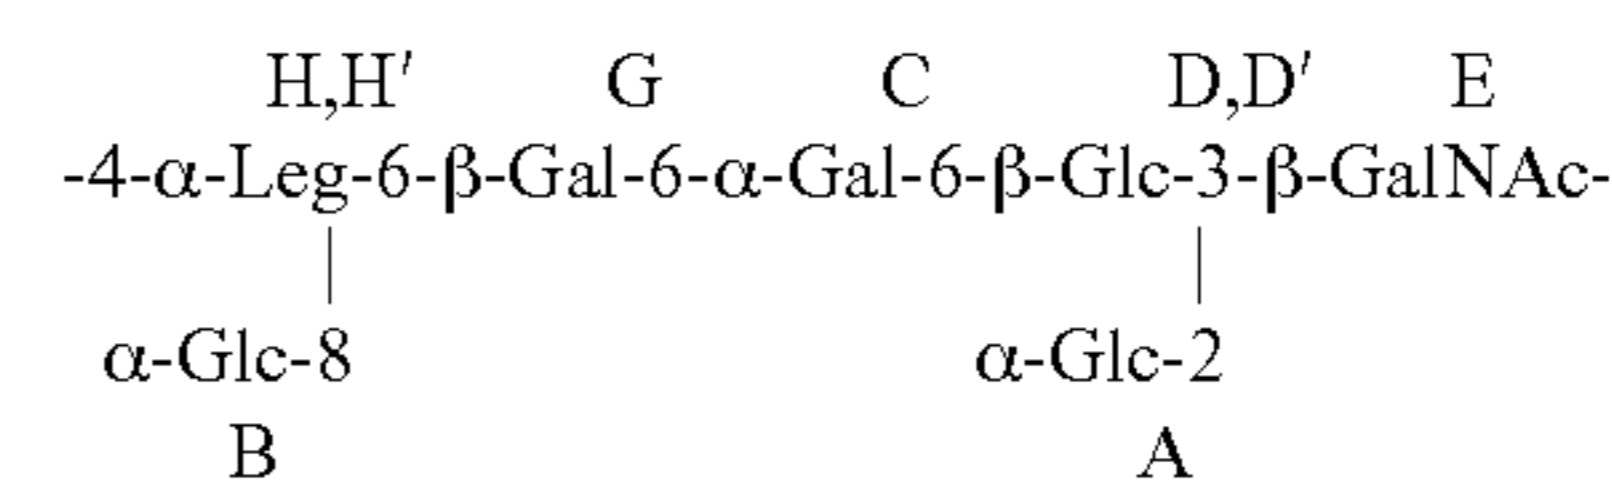 H,H′ G C D,D′ E
-4-α-Leg-6-β-Gal-6-α-Gal-6-β-Glc-3-β-GalNAc-
α-Glc-8 α-Glc-2
B A